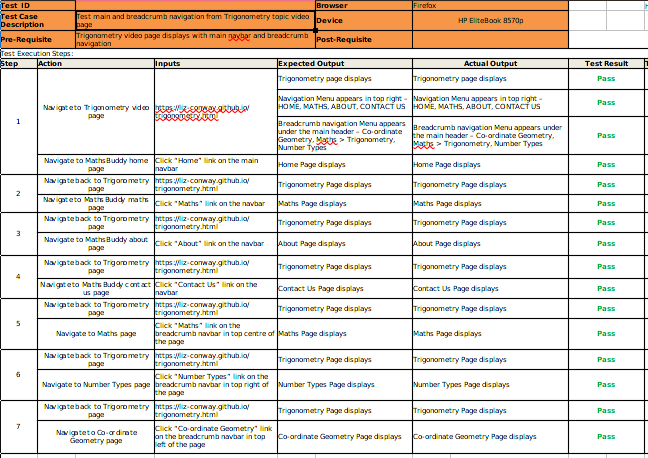 Test ID
Browser
Firefox
Test Case
Description
Test main and breadcrumb navigation from Trigonometry topic video
page
Device
HP EliteBook 8570p
Pre-Requisite
Trigonometry video page displays with main navbar and breadcrumb
navigation
Post-Requisite
Test Execution Steps:
Step
Action
Inputs
Expected Output
Actual Output
Test Result
1
Navigate to Trigonometry video
page
https://liz-conway.github.io/
trigonometry.html
Trigonometry page displays
Trigonometry page displays
Pass
Navigation Menu appears in top right –
HOME, MATHS, ABOUT, CONTACT US
Navigation Menu appears in top right –
HOME, MATHS, ABOUT, CONTACT US
Pass
Breadcrumb navigation Menu appears
under the main header – Co-ordinate
Geometry, Maths > Trigonometry,
Number Types
Breadcrumb navigation Menu appears
under the main header – Co-ordinate Geometry,
Maths > Trigonometry, Number Types
Pass
Navigate to MathsBuddy home
page
Click “Home” link on the main
navbar
Home Page displays
Home Page displays
Pass
2
Navigate back to Trigonometry
page
https://liz-conway.github.io/
trigonometry.html
Trigonometry Page displays
Trigonometry Page displays
Pass
Navigate to Maths Buddy maths
page
Click “Maths” link on the navbar
Maths Page displays
Maths Page displays
Pass
3
Navigate back to Trigonometry
page
https://liz-conway.github.io/
trigonometry.html
Trigonometry Page displays
Trigonometry Page displays
Pass
Navigate to MathsBuddy about
page
Click “About” link on the navbar
About Page displays
About Page displays
Pass
4
Navigate back to Trigonometry
page
https://liz-conway.github.io/
trigonometry.html
Trigonometry Page displays
Trigonometry Page displays
Pass
Navigate to Maths Buddy contact
us page
Click “Contact Us” link on the
navbar
Contact Us Page displays
Contact Us Page displays
Pass
5
Navigate back to Trigonometry
page
https://liz-conway.github.io/
trigonometry.html
Trigonometry Page displays
Trigonometry Page displays
Pass
Navigate to Maths page
Click “Maths” link on the
breadcrumb navbar in top centre of
the page
Maths Page displays
Maths Page displays
Pass
6
Navigate back to Trigonometry
page
https://liz-conway.github.io/
trigonometry.html
Trigonometry Page displays
Trigonometry Page displays
Pass
Navigate to Number Types page
Click “Number Types” link on the
breadcrumb navbar in top right of
the page
Number Types Page displays
Number Types Page displays
Pass
7
Navigate back to Trigonometry
page
https://liz-conway.github.io/
trigonometry.html
Trigonometry Page displays
Trigonometry Page displays
Pass
Navigate to Co-ordinate
Geometry page
Click “Co-ordinate Geometry” link
on the breadcrumb navbar in top
left of the page
Co-ordinate Geometry Page displays
Co-ordinate Geometry Page displays
Pass